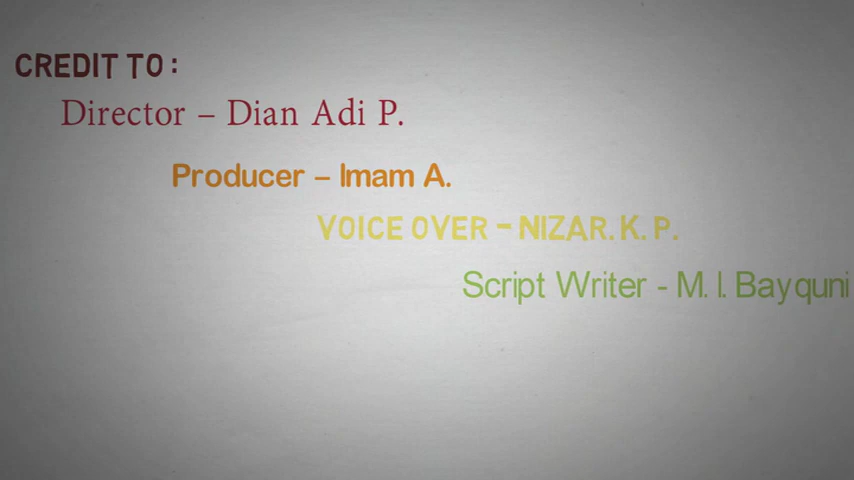 CREDIT TO :
Director – Dian Adi P.
Producer – Imam A.
VOICE OVER – NIZAR. K. P.
Script Writer - M. I. Bayquni